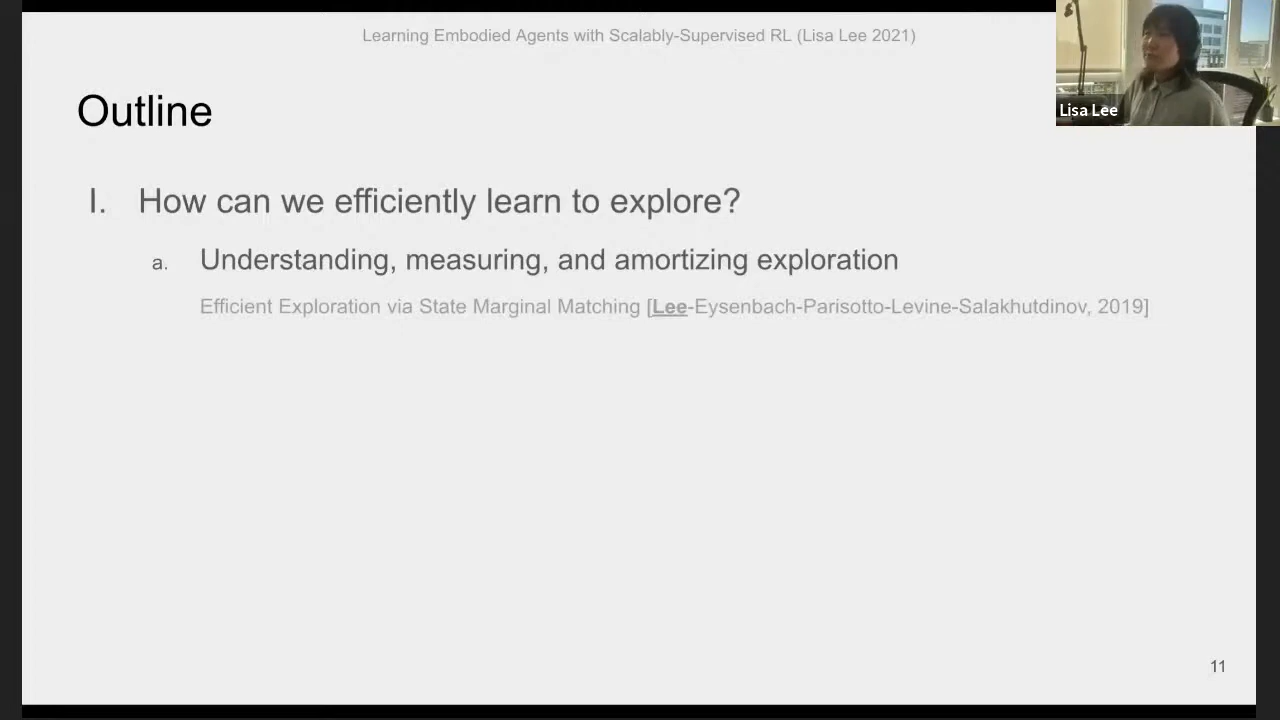 Learning Embodied Agents with Scalably-Supervised RL (Lisa Lee 2021)
Lisa Lee
Outline
I. How can we efficiently learn to explore?
a. Understanding, measuring, and amortizing exploration
Efficient Exploration via State Marginal Matching [Lee-Eysenbach-Parisotto-Levine-Salakhutdinov, 2019]
11